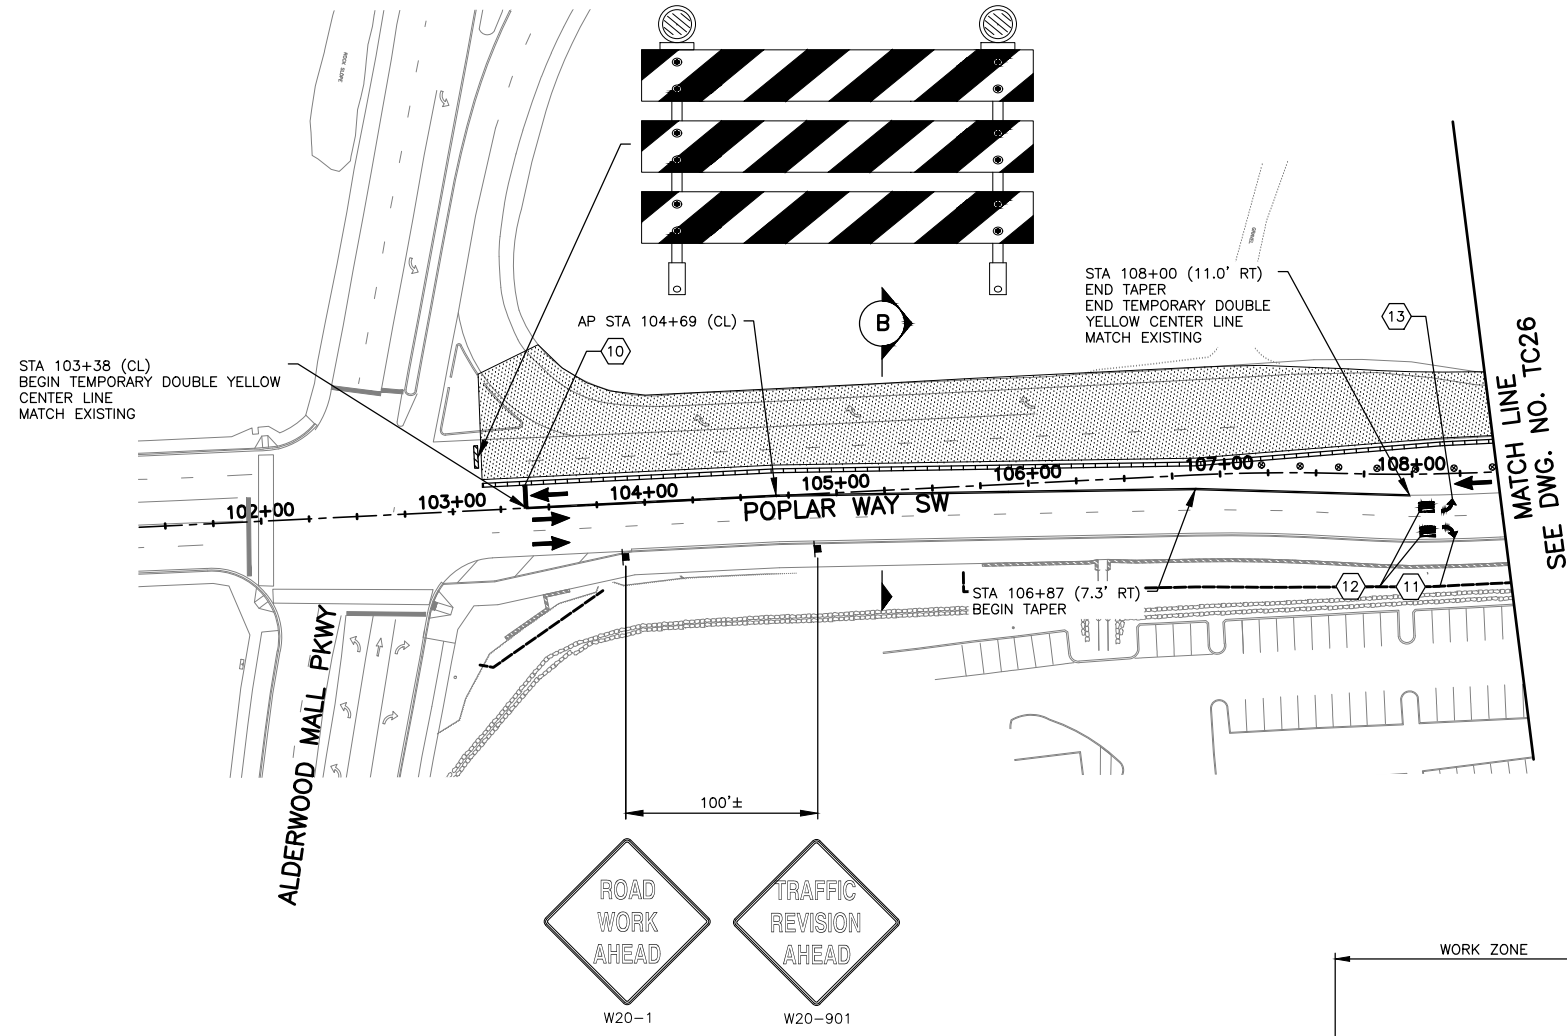 ROCK SLOPE
GRAVEL
B
STA 108+00 (11.0' RT)
END TAPER
END TEMPORARY DOUBLE
YELLOW CENTER LINE
MATCH EXISTING
13
AP STA 104+69 (CL)
10
STA 103+38 (CL)
BEGIN TEMPORARY DOUBLE YELLOW
CENTER LINE
MATCH EXISTING
MATCH LINE
SEE DWG. NO. TC26
102+00
103+00
104+00
105+00
106+00
107+00
108+00
POPLAR WAY SW
STA 106+87 (7.3' RT)
BEGIN TAPER
12
11
ALDERWOOD MALL PKWY
100'±
ROAD
WORK
AHEAD
W20-1
TRAFFIC
REVISION
AHEAD
W20-901
WORK ZONE